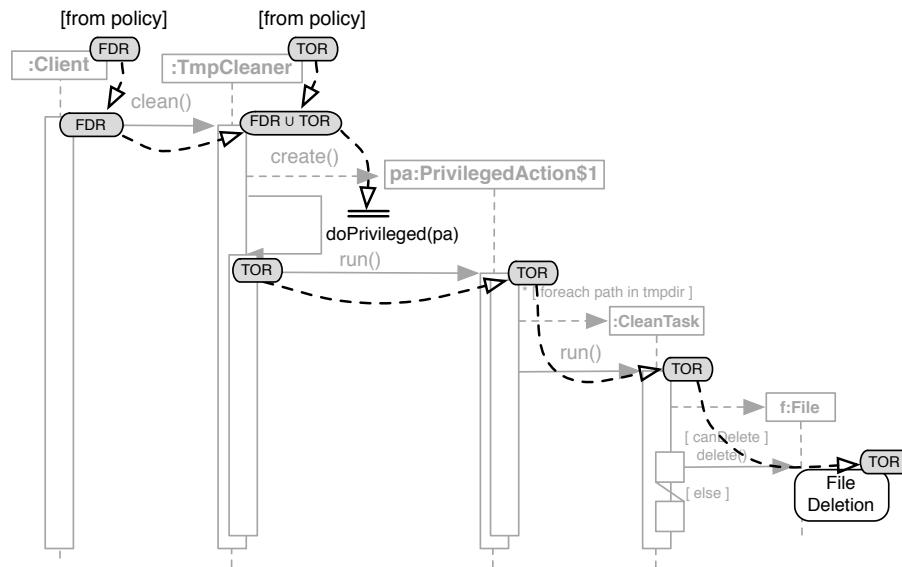 [from policy] [from policy]
FDR TOR
:Client :TmpCleaner
clean()
FDR FDR ∪ TOR
create()
pa:PrivilegedAction$1
doPrivileged(pa)
run()
TOR TOR
* [ foreach path in tmpdir ]
:CleanTask
run()
TOR
f:File
[ canDelete ]
delete()
TOR
File
Deletion
[ else ]